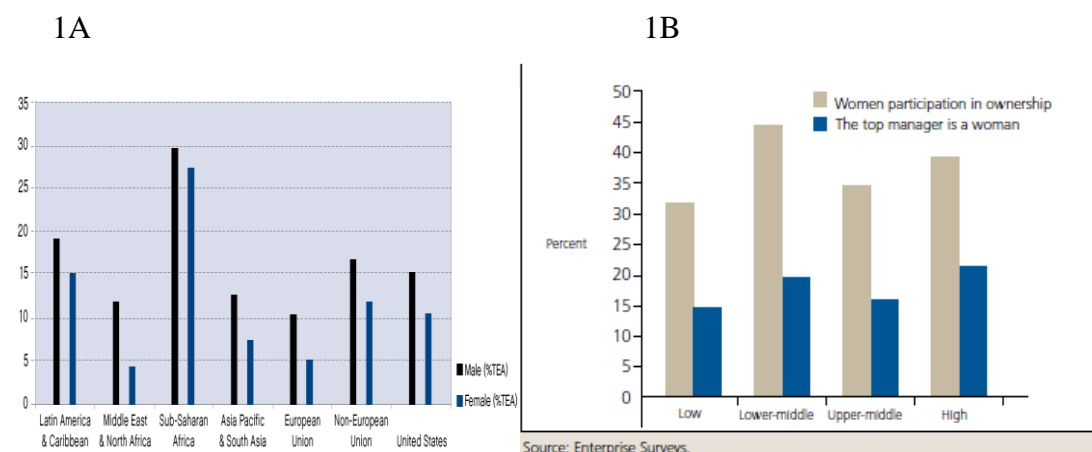 1A
1B
35
30
25
20
15
10
5
0
Male (%TEA)
Female (%TEA)
Latin America
& Caribbean
Middle East
& North Africa
Sub-Saharan
Africa
Asia Pacific
& South Asia
European
Union
Non-European
Union
United States
50
45
40
35
30
25
20
15
10
5
0
Percent
Women participation in ownership
The top manager is a woman
Low
Lower-middle
Upper-middle
High
Source: Enterprise Surveys.